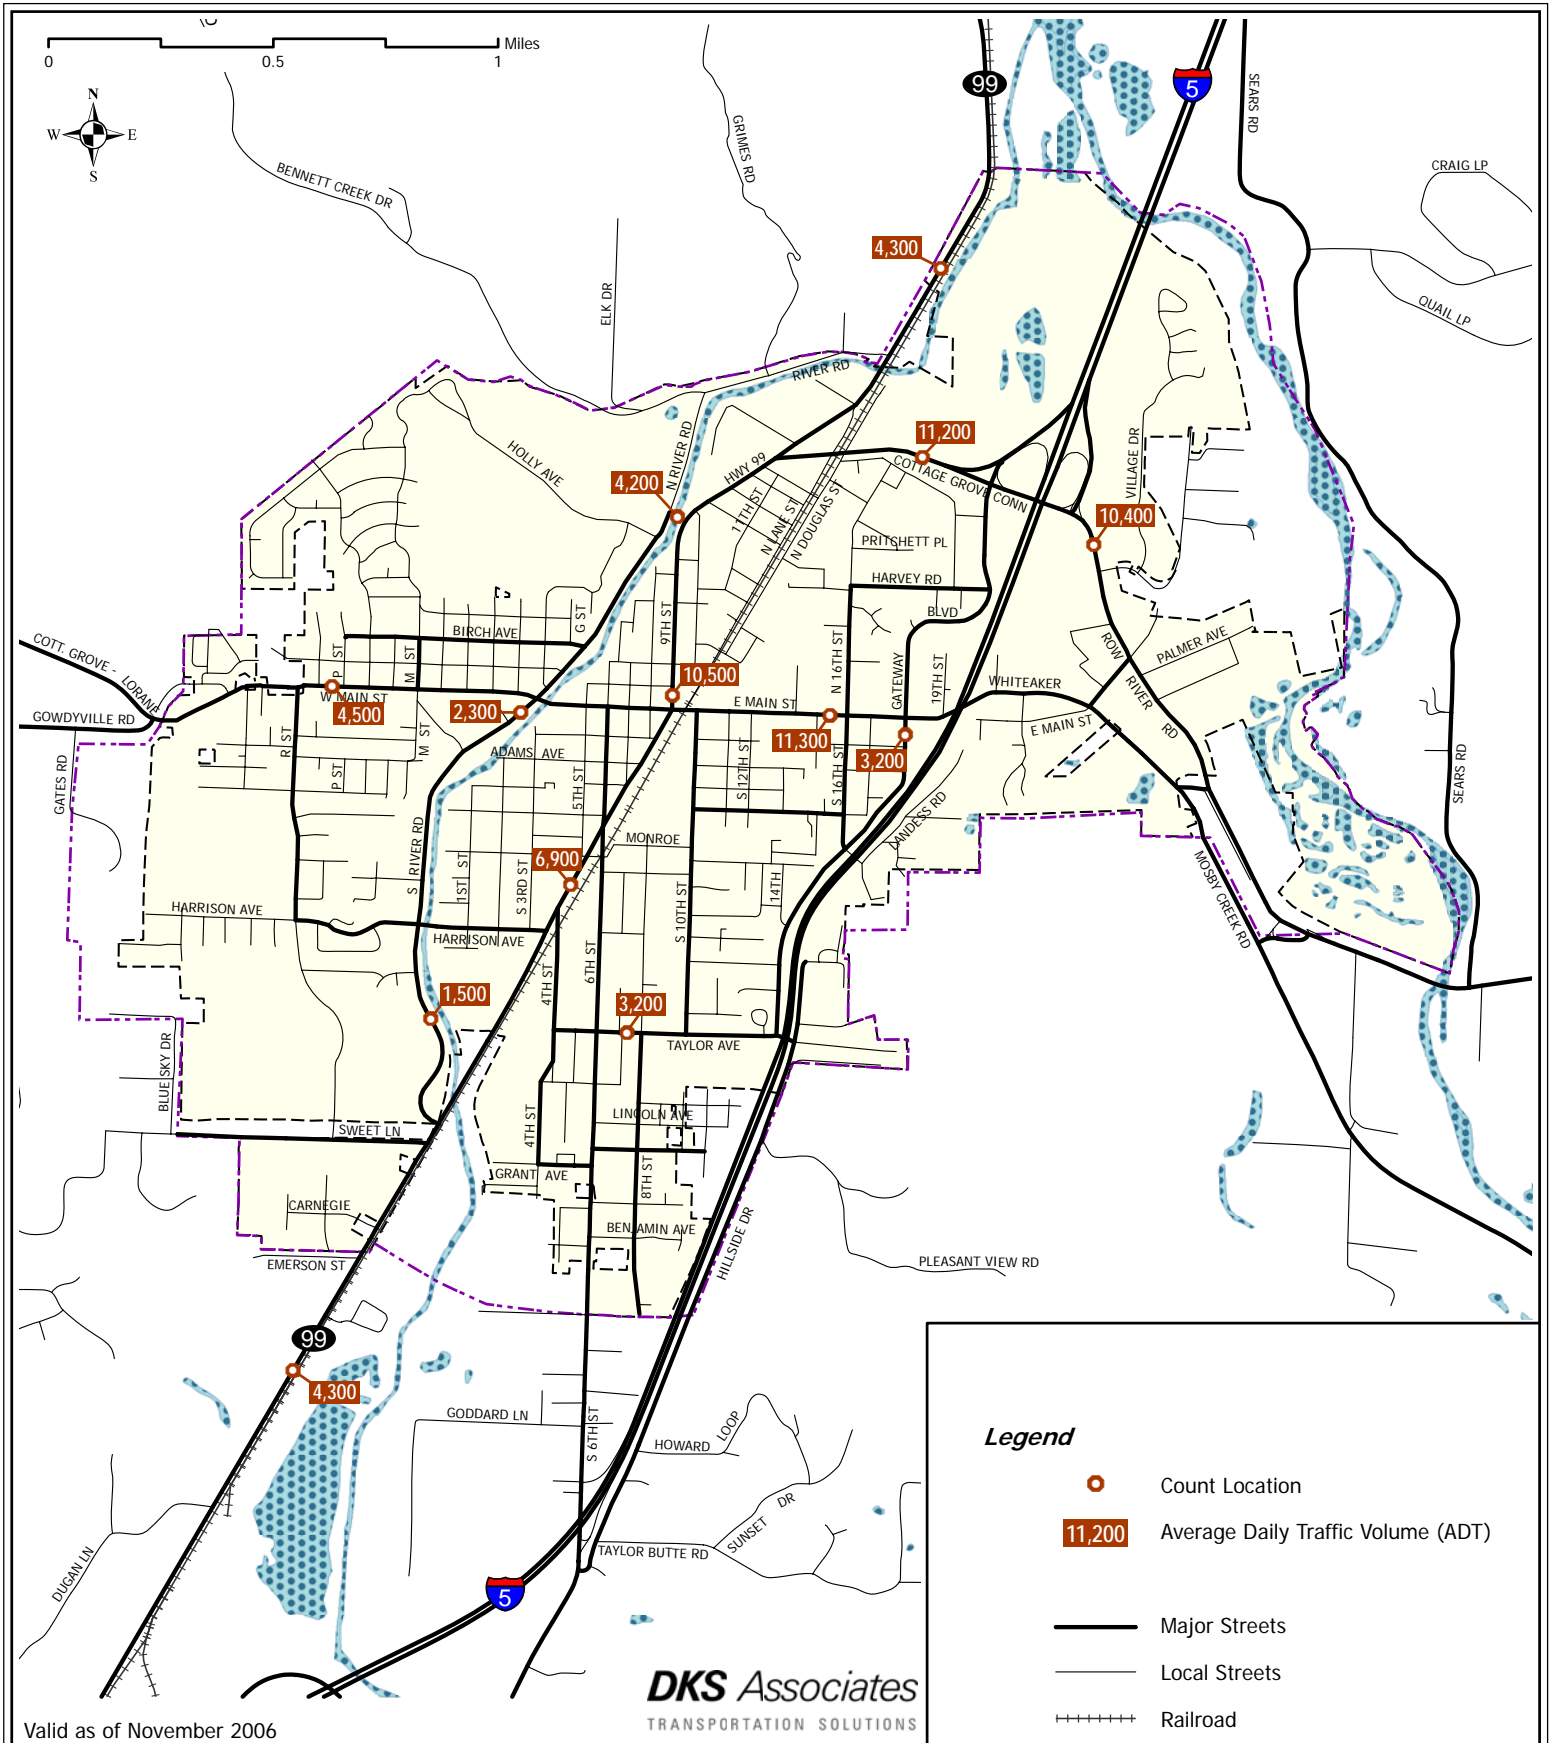 0
0.5
1
Miles
N
W
E
S
99
5
SEARS RD
GRIMES RD
CRAIG LP
BENNETT CREEK DR
4,300
ELK DR
QUAIL LP
RIVER RD
11,200
HOLLY AVE
N RIVER RD
HWY 99
COTTAGE GROVE CONN
VILLAGE DR
4,200
11TH ST
N LANE ST
N DOUGLAS ST
10,400
PRITCHETT PL
HARVEY RD
BLVD
G ST
9TH ST
BIRCH AVE
N 16TH ST
ROW
RIVER
RD
PALMER AVE
COTT. GROVE -
LORANE
P ST
M ST
GATEWAY
19TH ST
10,500
WHITEAKER
W MAIN ST
E MAIN ST
4,500
2,300
11,300
3,200
E MAIN ST
GOWDYVILLE RD
R ST
M ST
ADAMS AVE
S 12TH ST
S 16TH ST
GATES RD
P ST
5TH ST
SEARS RD
LANDESS RD
MONROE
S RIVER RD
6,900
1ST ST
S 3RD ST
14TH
MOSBY CREEK RD
HARRISON AVE
HARRISON AVE
S 10TH ST
6TH ST
4TH ST
1,500
3,200
TAYLOR AVE
BLUE SKY DR
LINCOLN AVE
SWEET LN
4TH ST
GRANT AVE
8TH ST
CARNEGIE
BENJAMIN AVE
HILLSIDE DR
EMERSON ST
PLEASANT VIEW RD
99
4,300
GODDARD LN
S 6TH ST
HOWARD
LOOP
SUNSET DR
TAYLOR BUTTE RD
DUGAN LN
5
Legend
Count Location
11,200
Average Daily Traffic Volume (ADT)
Major Streets
Local Streets
Railroad
DKS Associates
TRANSPORTATION SOLUTIONS
Valid as of November 2006